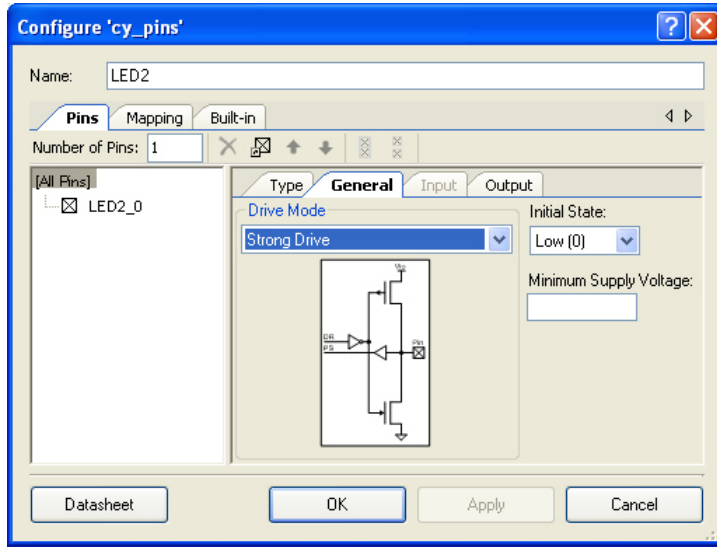 Configure 'cy_pins'
Name: LED2
Pins Mapping Built-in
Number of Pins: 1
[All Pins]
LED2_0
Type General Input Output
Drive Mode
Strong Drive
Initial State:
Low (0)
Minimum Supply Voltage:
Vio
DR
PS
Pin
Datasheet OK Apply Cancel